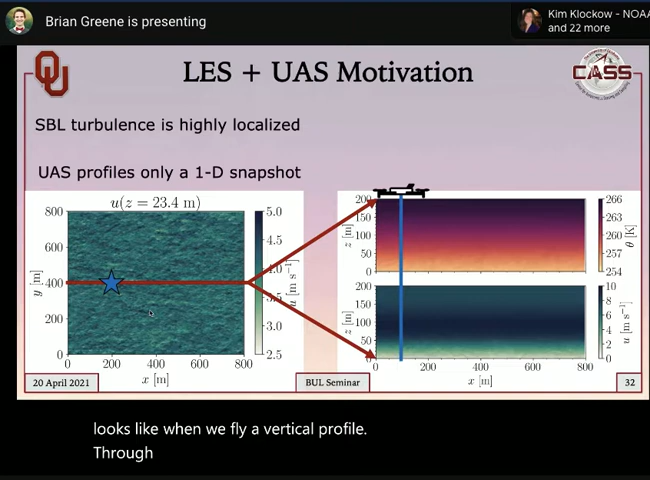 Brian Greene is presenting
Kim Klockow - NOAA
and 22 more
OU
LES + UAS Motivation
CASS
SBL turbulence is highly localized
UAS profiles only a 1-D snapshot
u(z = 23.4 m)
800
600
400
200
0
y [m]
0 200 400 600 800
x [m]
5.0
4.5
4.0
3.5
3.0
2.5
u [m s⁻¹]
200
150
100
50
0
z [m]
266
263
260
257
254
θ [K]
200
150
100
50
0
z [m]
10
8
6
4
2
0
u [m s⁻¹]
0 200 400 600 800
x [m]
20 April 2021
BUL Seminar
32
looks like when we fly a vertical profile.
Through